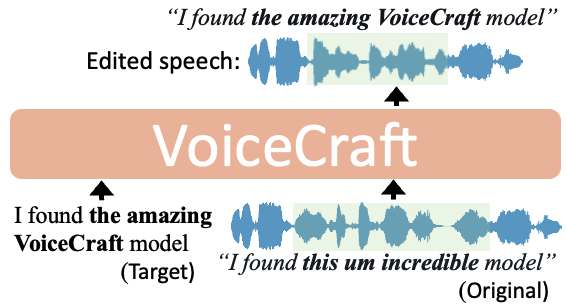 “I found the amazing VoiceCraft model”
Edited speech:
VoiceCraft
I found the amazing
VoiceCraft model
(Target)
“I found this um incredible model”
(Original)